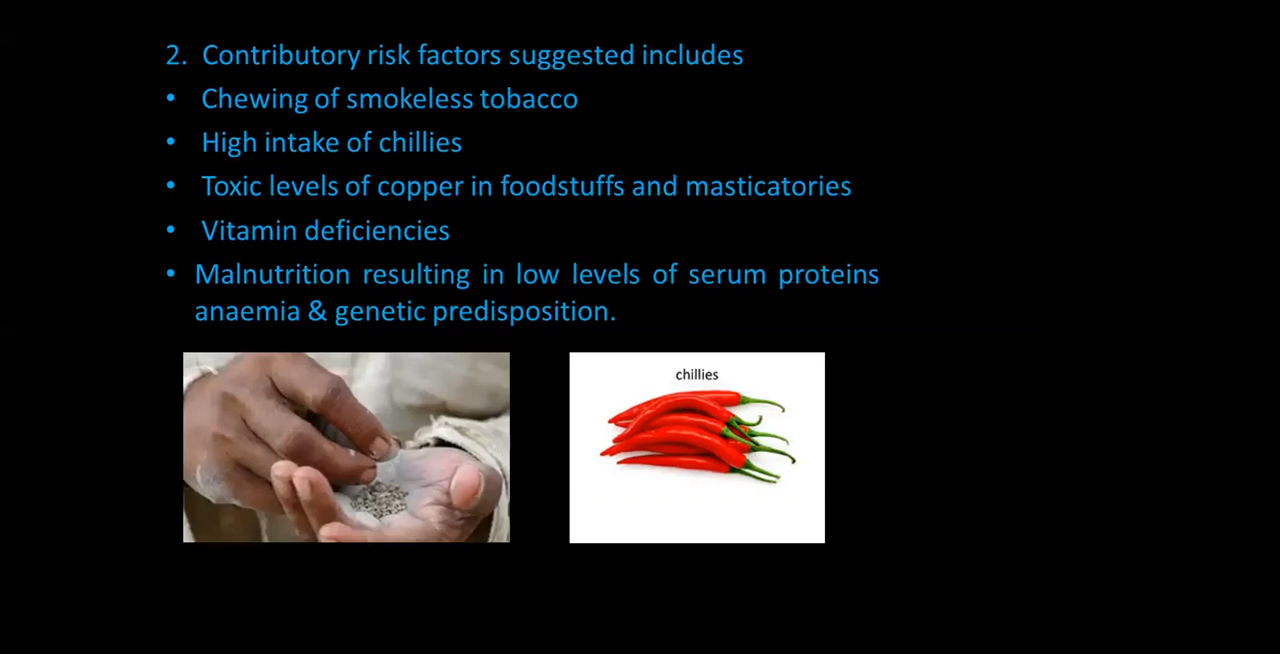 2. Contributory risk factors suggested includes
• Chewing of smokeless tobacco
• High intake of chillies
• Toxic levels of copper in foodstuffs and masticatories
• Vitamin deficiencies
• Malnutrition resulting in low levels of serum proteins
anaemia & genetic predisposition.
chillies